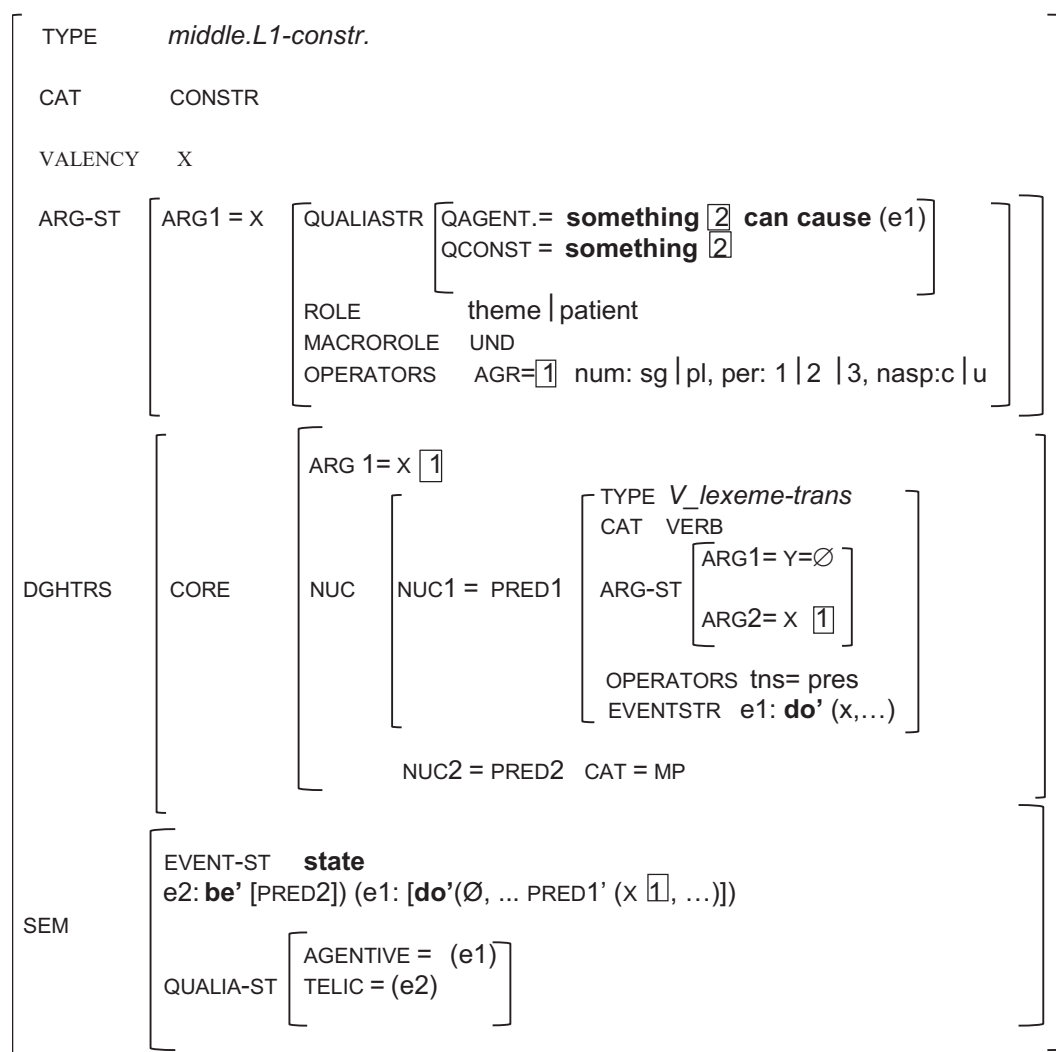 TYPE middle.L1-constr.
CAT CONSTR
VALENCY X
ARG-ST ARG1 = X QUALIASTR QAGENT.= something 2 can cause (e1)
QCONST = something 2
ROLE theme | patient
MACROROLE UND
OPERATORS AGR= 1 num: sg | pl, per: 1 | 2 | 3, nasp:c | u
ARG 1= X 1
TYPE V_lexeme-trans
CAT VERB
ARG1= Y=∅
DGHTRS CORE NUC NUC1 = PRED1 ARG-ST
ARG2= X 1
OPERATORS tns= pres
EVENTSTR e1: do’ (x,…)
NUC2 = PRED2 CAT = MP
EVENT-ST state
e2: be’ [PRED2]) (e1: [do’(Ø, ... PRED1’ (X 1, …)])
SEM
AGENTIVE = (e1)
QUALIA-ST TELIC = (e2)